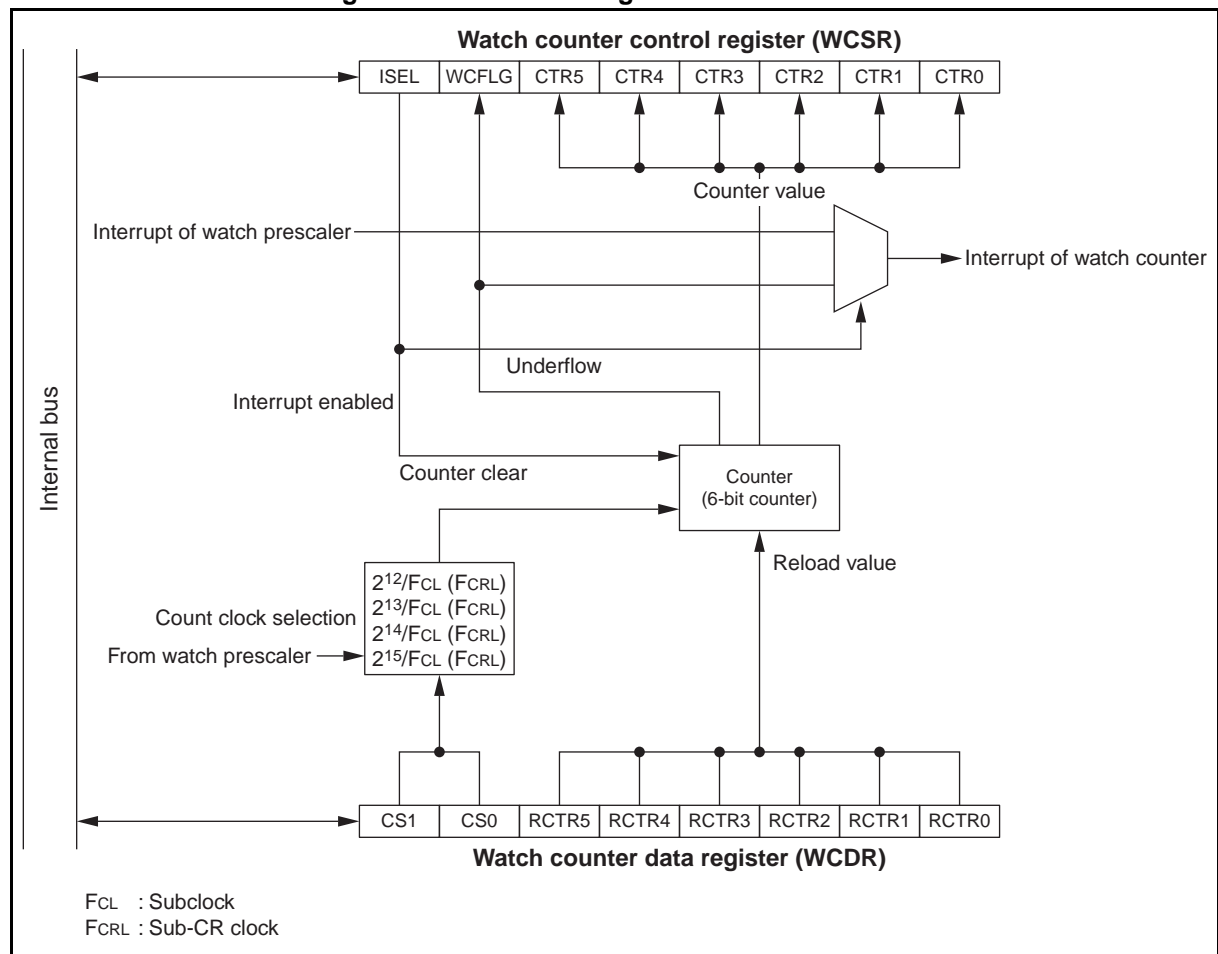 Watch counter control register (WCSR)
ISEL WCFLG CTR5 CTR4 CTR3 CTR2 CTR1 CTR0
Counter value
Interrupt of watch prescaler
Interrupt of watch counter
Underflow
Interrupt enabled
Internal bus
Counter clear
Counter
(6-bit counter)
Reload value
2¹²/FCL (FCRL)
2¹³/FCL (FCRL)
Count clock selection
2¹⁴/FCL (FCRL)
From watch prescaler
2¹⁵/FCL (FCRL)
CS1 CS0 RCTR5 RCTR4 RCTR3 RCTR2 RCTR1 RCTR0
Watch counter data register (WCDR)
FCL : Subclock
FCRL : Sub-CR clock